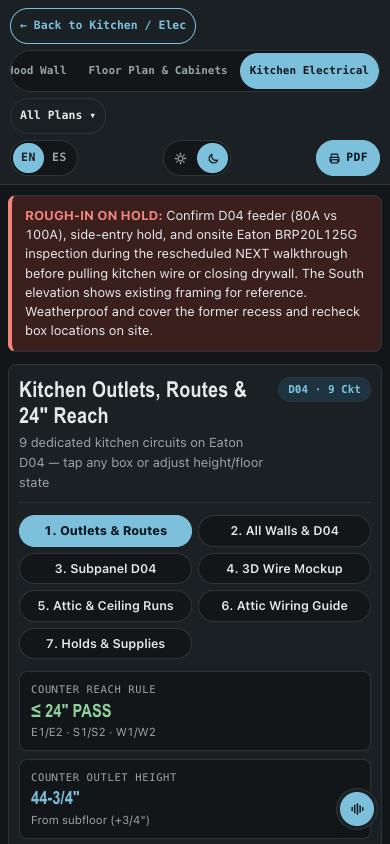 ← Back to Kitchen / Elec
ood Wall
Floor Plan & Cabinets
Kitchen Electrical
All Plans ▾
EN
ES
PDF
ROUGH-IN ON HOLD: Confirm D04 feeder (80A vs
100A), side-entry hold, and onsite Eaton BRP20L125G
inspection during the rescheduled NEXT walkthrough
before pulling kitchen wire or closing drywall. The South
elevation shows existing framing for reference.
Weatherproof and cover the former recess and recheck
box locations on site.
Kitchen Outlets, Routes &
24" Reach
D04 · 9 Ckt
9 dedicated kitchen circuits on Eaton
D04 — tap any box or adjust height/floor
state
1. Outlets & Routes
2. All Walls & D04
3. Subpanel D04
4. 3D Wire Mockup
5. Attic & Ceiling Runs
6. Attic Wiring Guide
7. Holds & Supplies
COUNTER REACH RULE
≤ 24" PASS
E1/E2 · S1/S2 · W1/W2
COUNTER OUTLET HEIGHT
44-3/4"
From subfloor (+3/4")